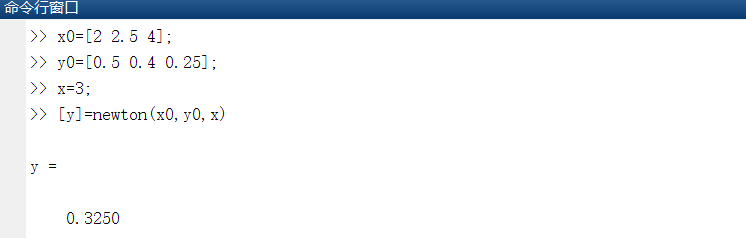 命令行窗口
>> x0=[2 2.5 4];
>> y0=[0.5 0.4 0.25];
>> x=3;
>> [y]=newton(x0,y0,x)
y =
0.3250